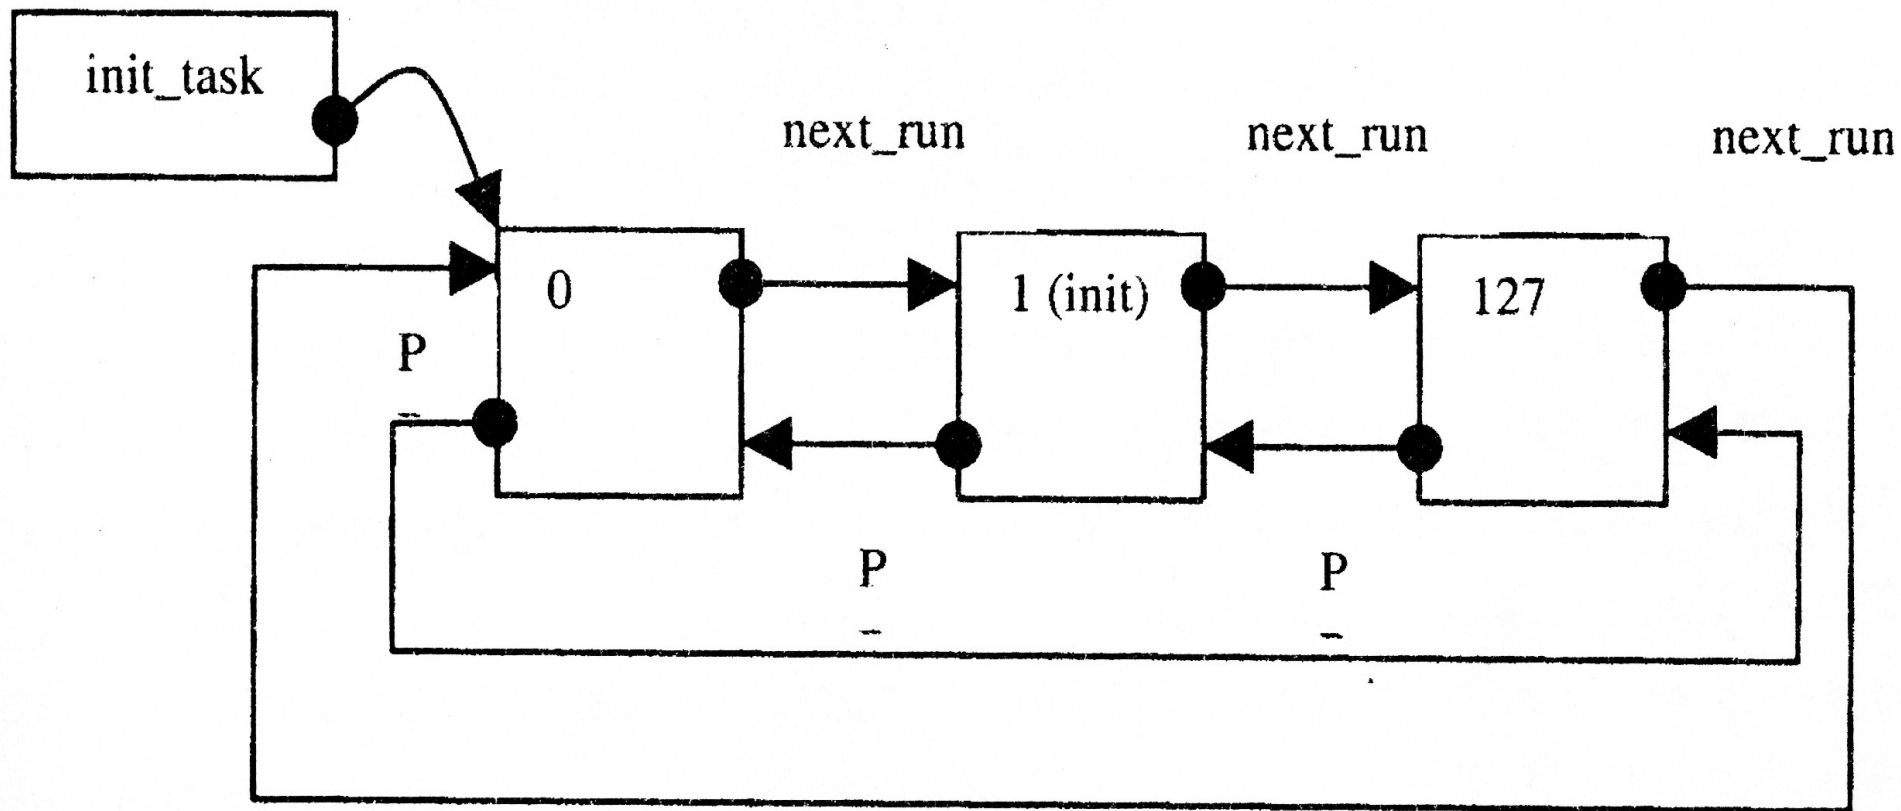 init_task
next_run
next_run
next_run
0
1 (init)
127
P
_
P
_
P
_